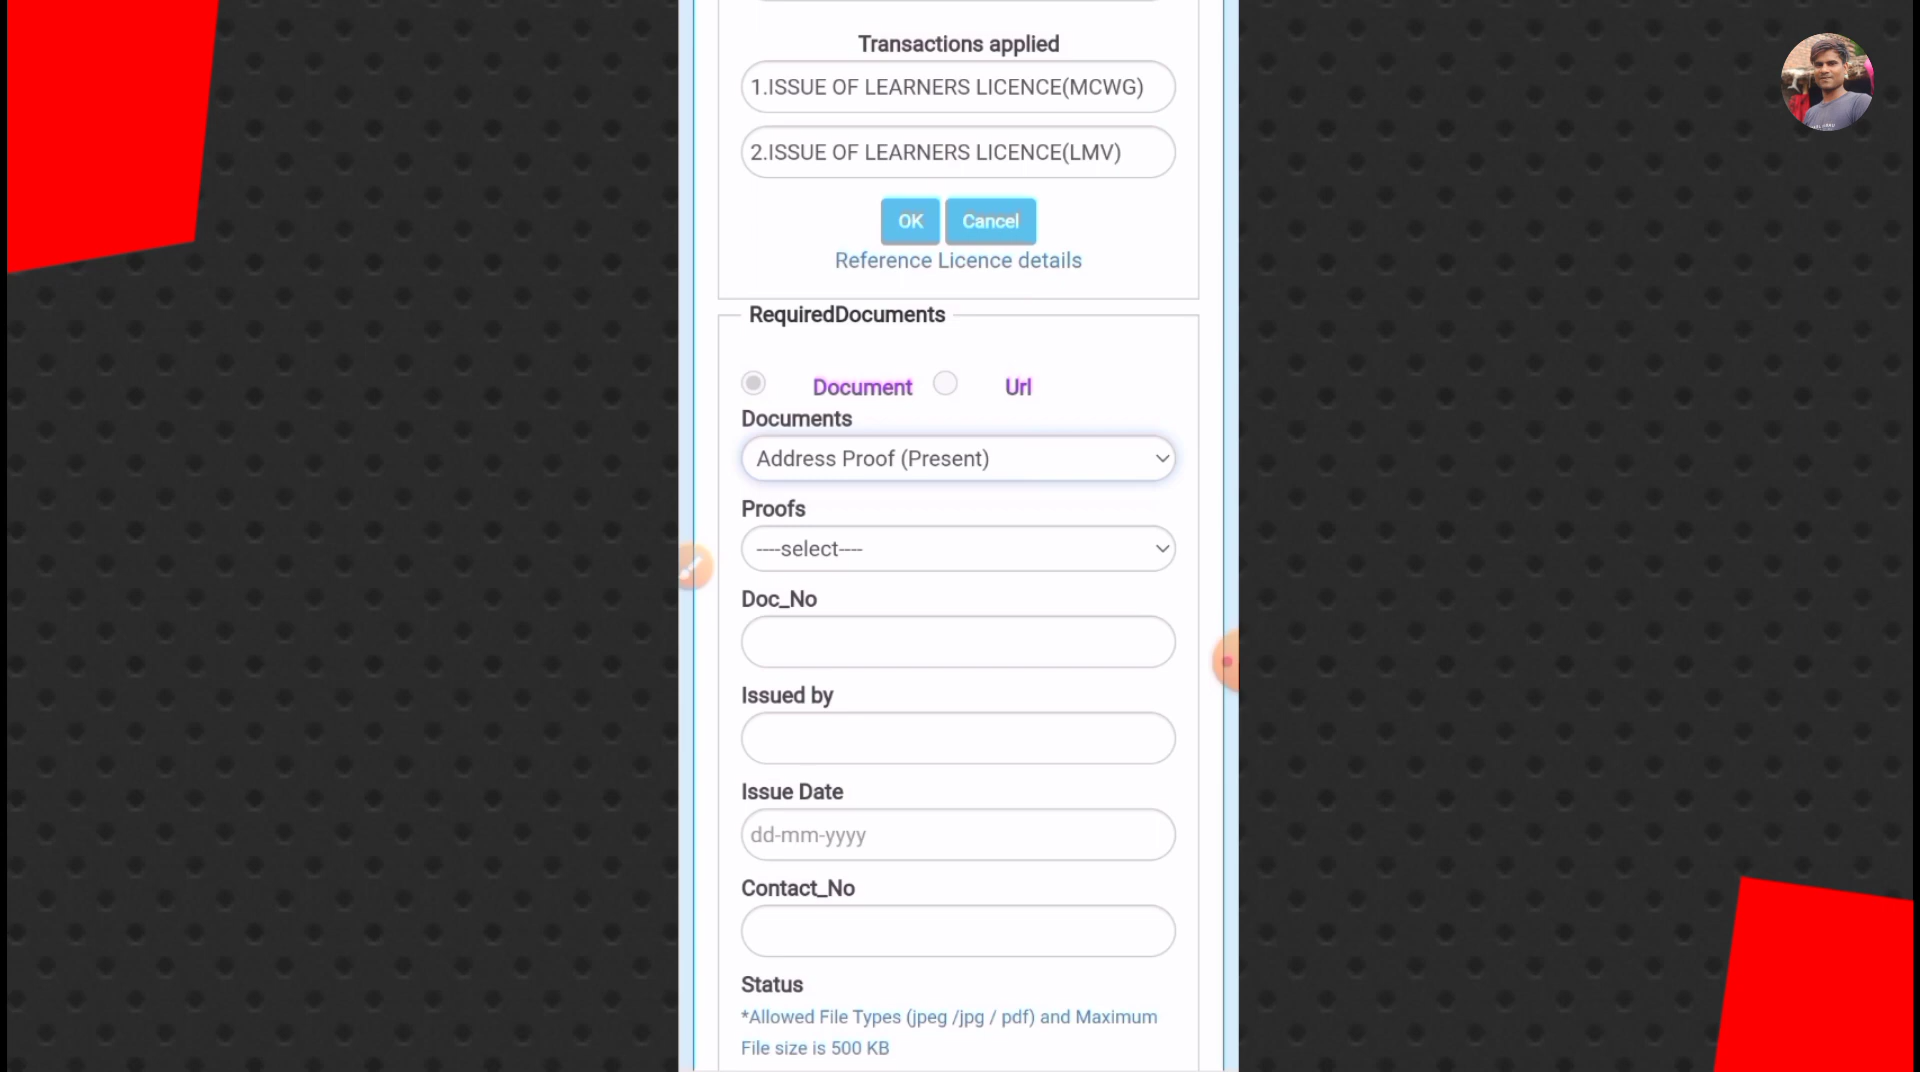 Transactions applied
1.ISSUE OF LEARNERS LICENCE(MCWG)
2.ISSUE OF LEARNERS LICENCE(LMV)
OK Cancel
Reference Licence details
RequiredDocuments
Document Url
Documents
Address Proof (Present)
Proofs
----select----
Doc_No
Issued by
Issue Date
dd-mm-yyyy
Contact_No
Status
*Allowed File Types (jpeg /jpg / pdf) and Maximum
File size is 500 KB